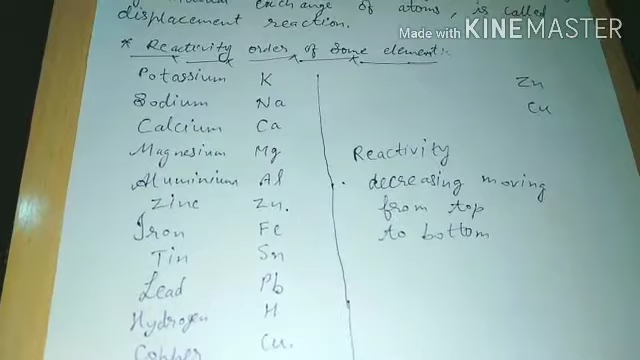 exchange of atoms, is called
displacement reaction.
Made with KINEMASTER
* Reactivity order of some element:
Potassium K
Sodium Na
Calcium Ca
Magnesium Mg
Aluminium Al
Zinc Zn.
Iron Fe
Tin Sn
Lead Pb
Hydrogen H
Copper Cu.
Zn
Cu
Reactivity
decreasing moving
from top
to bottom